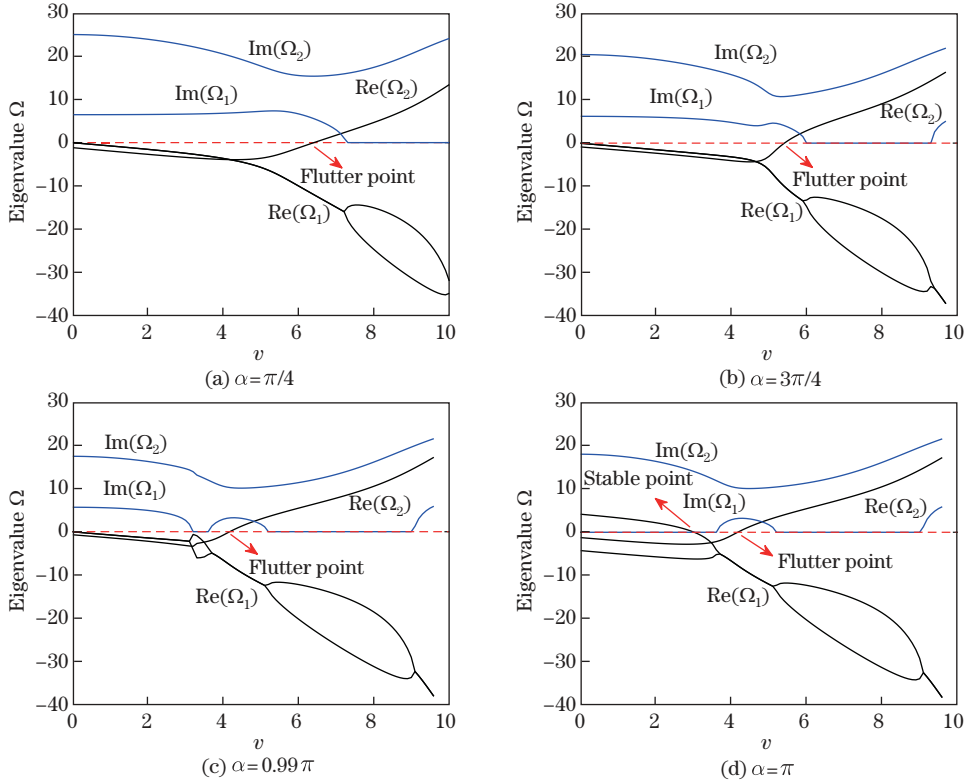 30
20
10
0
−10
−20
−30
−40
Eigenvalue Ω
Im(Ω2)
Im(Ω1)
Re(Ω2)
Flutter point
Re(Ω1)
0 2 4 6 8 10
v
(a) α=π/4
30
20
10
0
−10
−20
−30
−40
Eigenvalue Ω
Im(Ω2)
Im(Ω1)
Re(Ω2)
Flutter point
Re(Ω1)
0 2 4 6 8 10
v
(b) α=3π/4
30
20
10
0
−10
−20
−30
−40
Eigenvalue Ω
Im(Ω2)
Im(Ω1)
Re(Ω2)
Flutter point
Re(Ω1)
0 2 4 6 8 10
v
(c) α=0.99π
30
20
10
0
−10
−20
−30
−40
Eigenvalue Ω
Im(Ω2)
Stable point
Im(Ω1)
Re(Ω2)
Flutter point
Re(Ω1)
0 2 4 6 8 10
v
(d) α=π